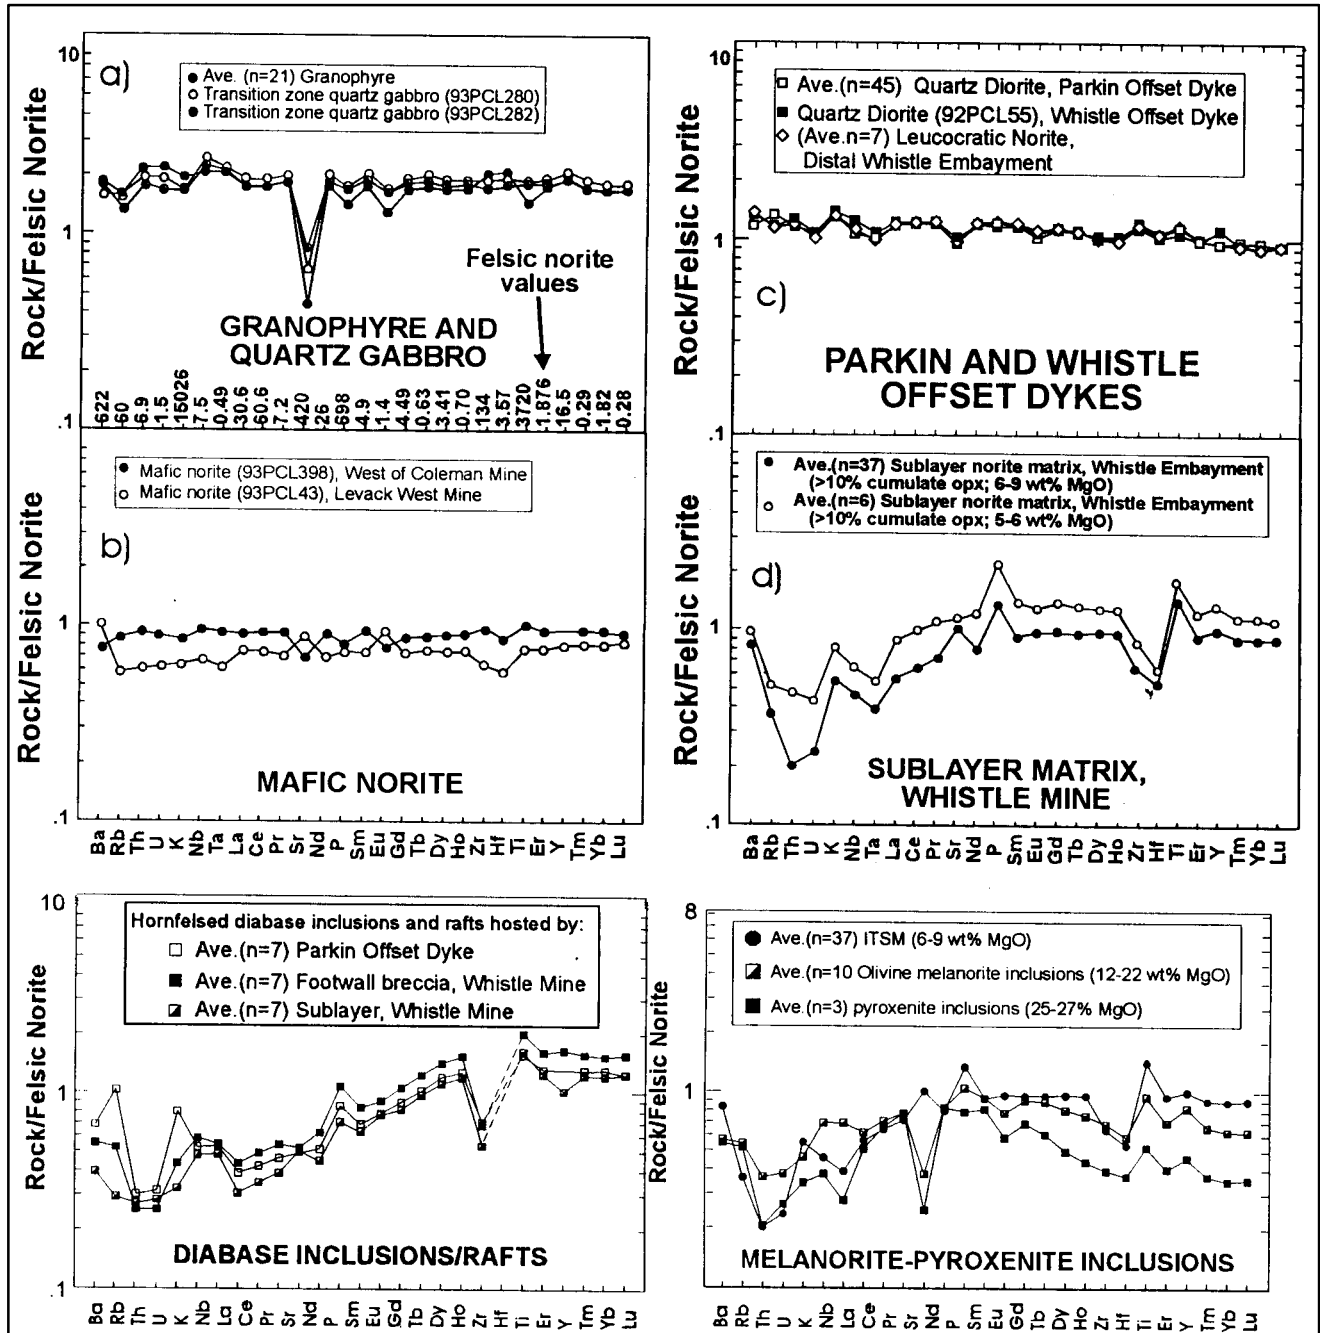 10
1
.1
Rock/Felsic Norite
a)
Ave. (n=21) Granophyre
Transition zone quartz gabbro (93PCL280)
Transition zone quartz gabbro (93PCL282)
Felsic norite
values
GRANOPHYRE AND
QUARTZ GABBRO
-622 -60 -6.9 -1.5 -15026 -7.5 -0.49 -30.6 -60.6 -7.2 -420 -26 -698 -4.9 -1.4 -4.49 -0.63 -3.41 -0.70 -134 -3.57 -3720 -1.876 -16.5 -0.29 -1.82 -0.28
Rock/Felsic Norite
b)
Mafic norite (93PCL398), West of Coleman Mine
Mafic norite (93PCL43), Levack West Mine
1
.1
MAFIC NORITE
Ba Rb Th U K Nb Ta La Ce Pr Sr Nd P Sm Eu Gd Tb Dy Ho Zr Hf Ti Er Y Tm Yb Lu
10
1
.1
Rock/Felsic Norite
c)
Ave.(n=45) Quartz Diorite, Parkin Offset Dyke
Quartz Diorite (92PCL55), Whistle Offset Dyke
(Ave.n=7) Leucocratic Norite,
Distal Whistle Embayment
PARKIN AND WHISTLE
OFFSET DYKES
Rock/Felsic Norite
d)
Ave.(n=37) Sublayer norite matrix, Whistle Embayment
(>10% cumulate opx; 6-9 wt% MgO)
Ave.(n=6) Sublayer norite matrix, Whistle Embayment
(>10% cumulate opx; 5-6 wt% MgO)
1
.1
SUBLAYER MATRIX,
WHISTLE MINE
Ba Rb Th U K Nb Ta La Ce Pr Sr Nd P Sm Eu Gd Tb Dy Ho Zr Hf Ti Er Y Tm Yb Lu
10
1
.1
Rock/Felsic Norite
Hornfelsed diabase inclusions and rafts hosted by:
Ave.(n=7) Parkin Offset Dyke
Ave.(n=7) Footwall breccia, Whistle Mine
Ave.(n=7) Sublayer, Whistle Mine
DIABASE INCLUSIONS/RAFTS
Ba Rb Th U K Nb La Ce Pr Sr Nd P Sm Eu Gd Tb Dy Ho Zr Hf Ti Er Y Tm Yb Lu
8
1
Rock/Felsic Norite
Ave.(n=37) ITSM (6-9 wt% MgO)
Ave.(n=10 Olivine melanorite inclusions (12-22 wt% MgO)
Ave.(n=3) pyroxenite inclusions (25-27% MgO)
MELANORITE-PYROXENITE INCLUSIONS
Ba Rb Th U K Nb La Ce Pr Sr Nd P Sm Eu Gd Tb Dy Zr Hf Ti Er Y Tm Yb Lu